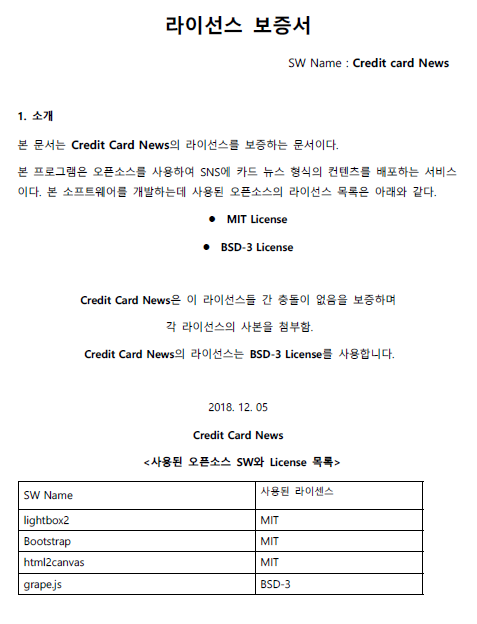 라이선스 보증서
SW Name : Credit card News
1. 소개
본 문서는 Credit Card News의 라이선스를 보증하는 문서이다.
본 프로그램은 오픈소스를 사용하여 SNS에 카드 뉴스 형식의 컨텐츠를 배포하는 서비스
이다. 본 소프트웨어를 개발하는데 사용된 오픈소스의 라이선스 목록은 아래와 같다.
● MIT License
● BSD-3 License
Credit Card News은 이 라이선스들 간 충돌이 없음을 보증하며
각 라이선스의 사본을 첨부함.
Credit Card News의 라이선스는 BSD-3 License를 사용합니다.
2018. 12. 05
Credit Card News
<사용된 오픈소스 SW와 License 목록>
SW Name 사용된 라이센스
lightbox2 MIT
Bootstrap MIT
html2canvas MIT
grape.js BSD-3